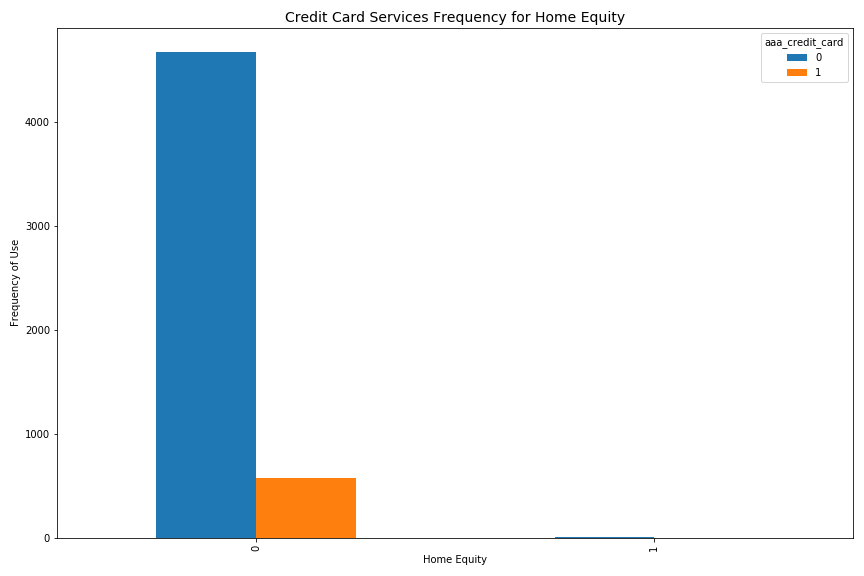 Credit Card Services Frequency for Home Equity
aaa_credit_card
0
1
4000
3000
2000
1000
0
Frequency of Use
0
1
Home Equity